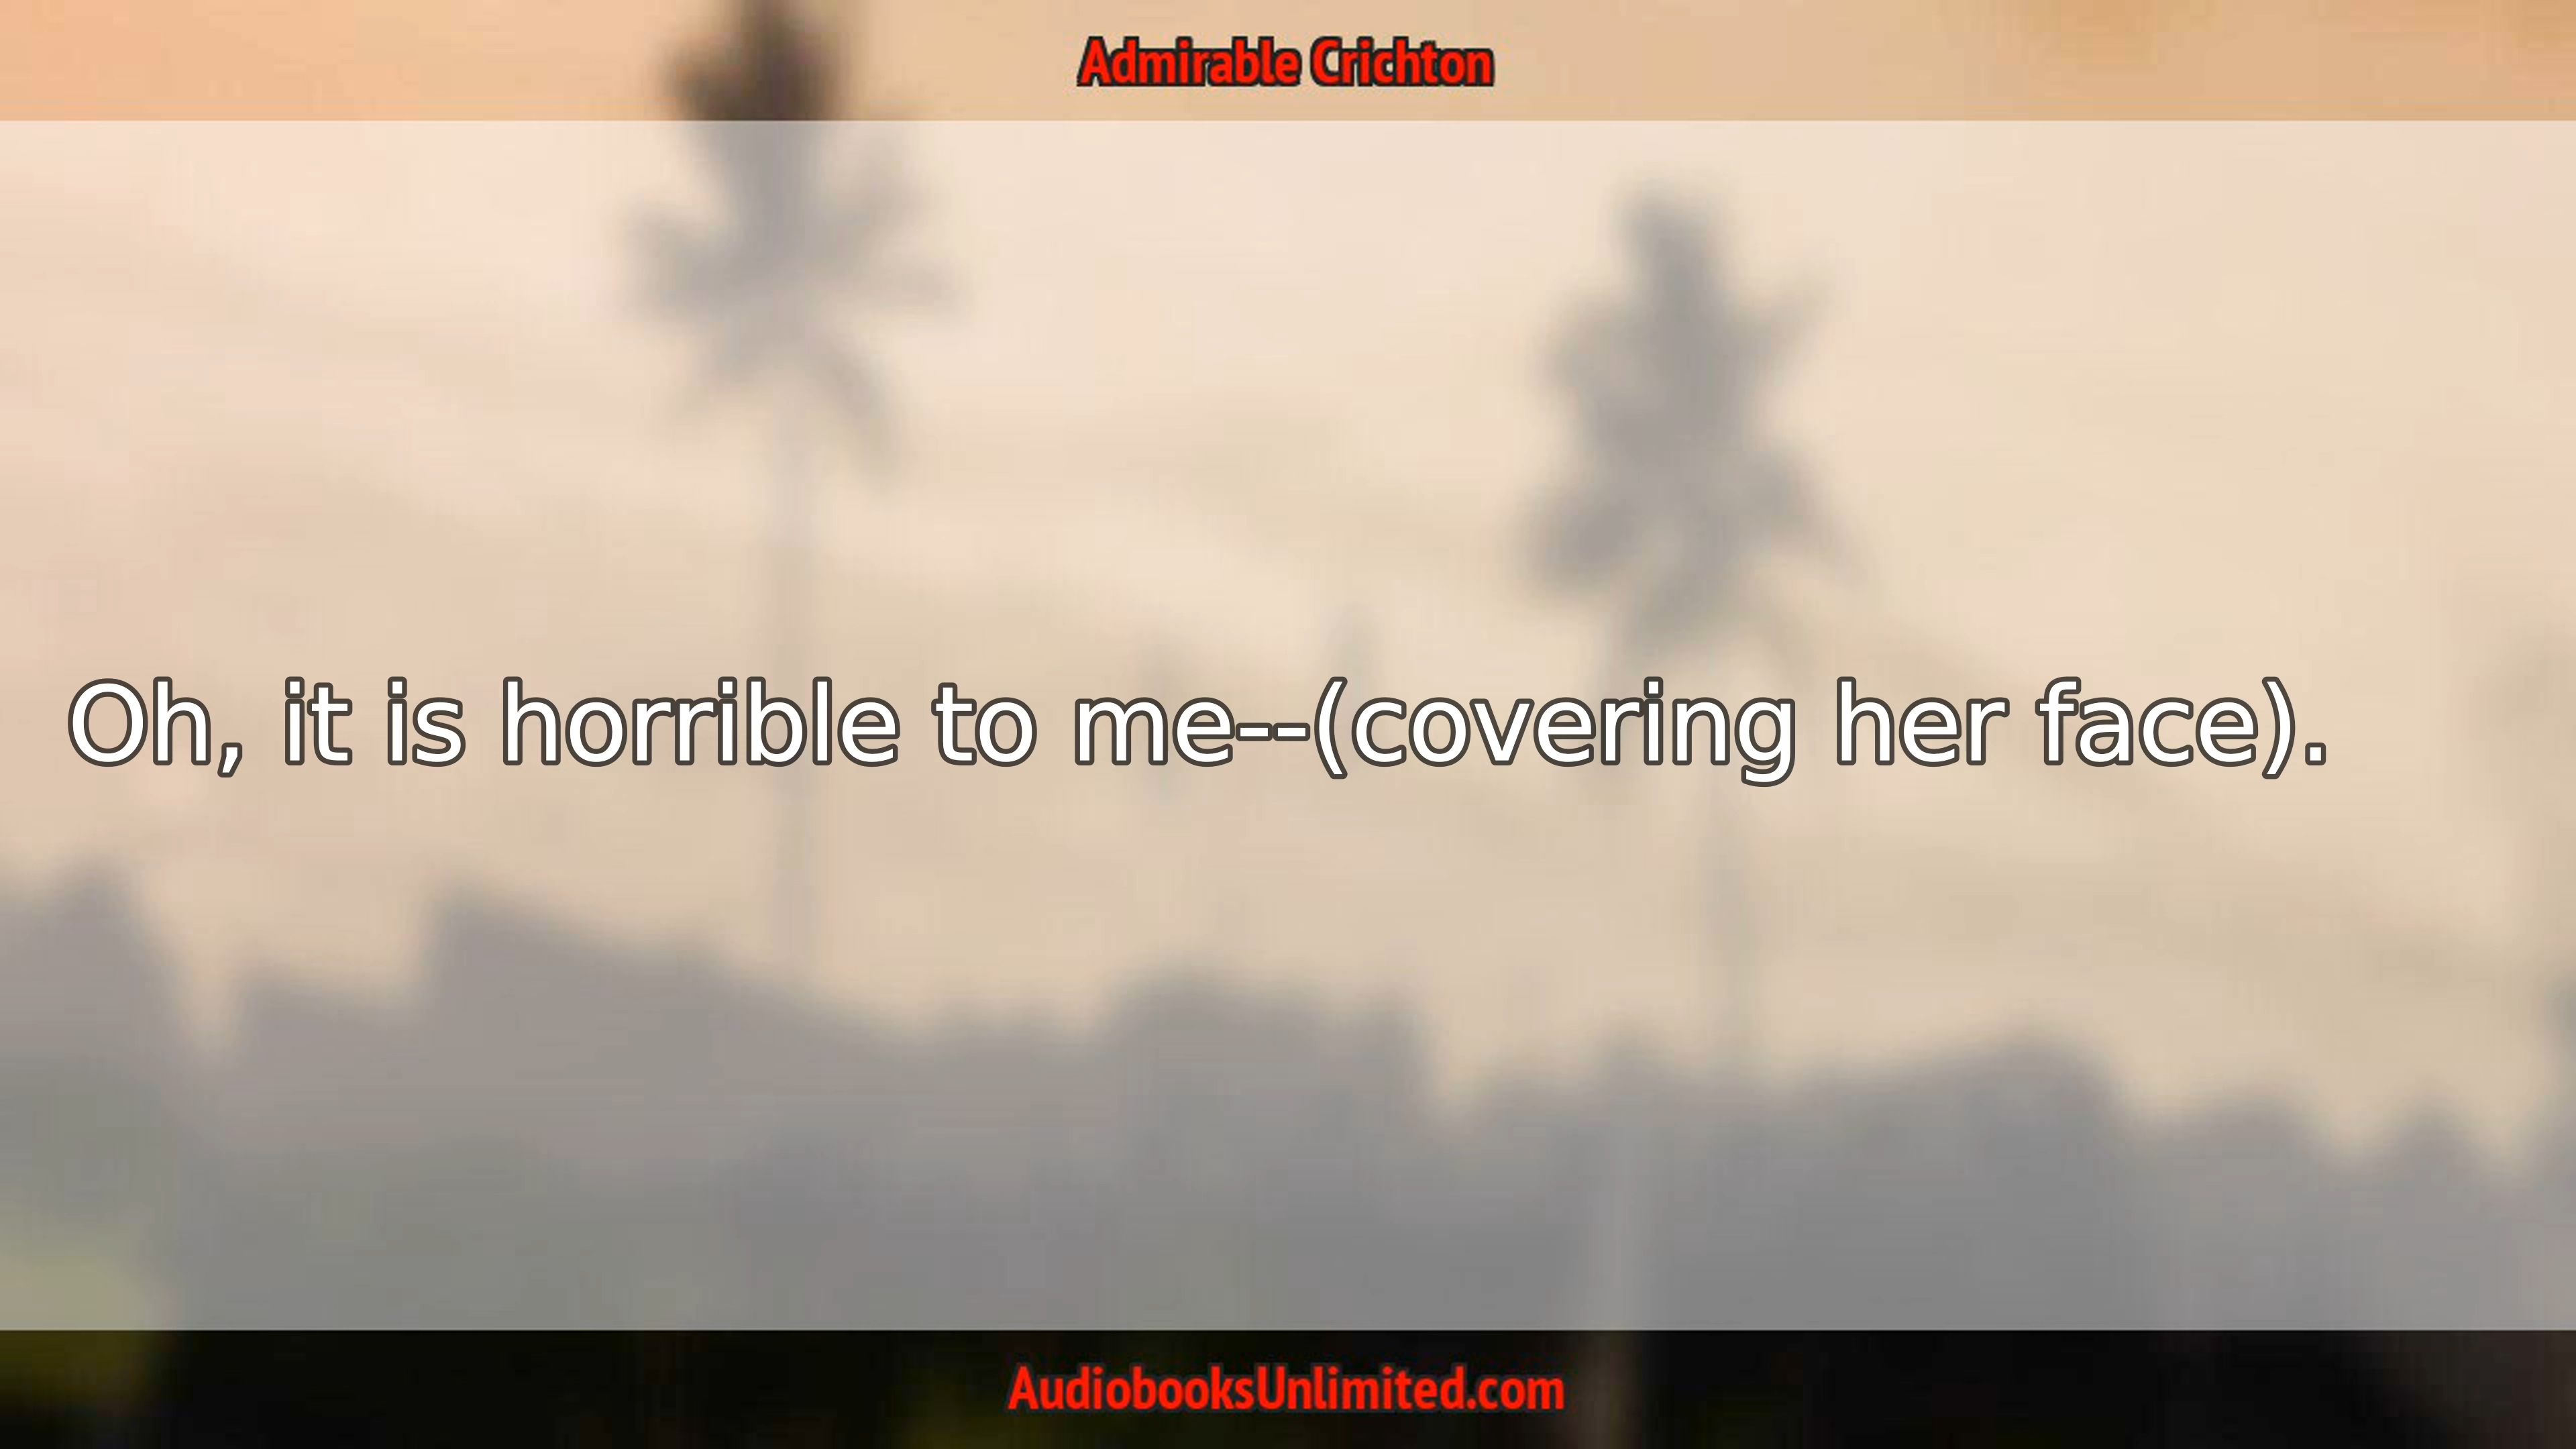 Admirable Crichton
Oh, it is horrible to me--(covering her face).
AudiobooksUnlimited.com